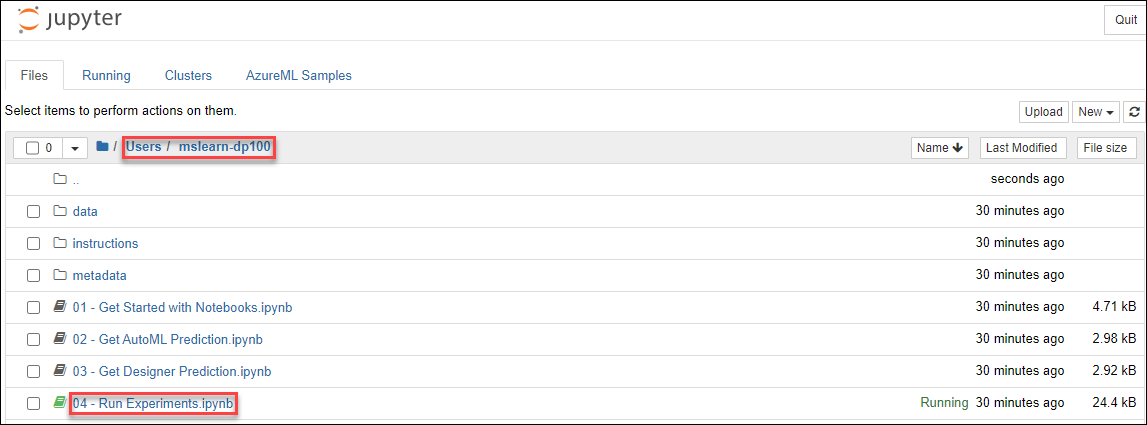 jupyter
Quit
Files Running Clusters AzureML Samples
Select items to perform actions on them.
Upload New
0 / Users / mslearn-dp100 Name Last Modified File size
.. seconds ago
data 30 minutes ago
instructions 30 minutes ago
metadata 30 minutes ago
01 - Get Started with Notebooks.ipynb 30 minutes ago 4.71 kB
02 - Get AutoML Prediction.ipynb 30 minutes ago 2.98 kB
03 - Get Designer Prediction.ipynb 30 minutes ago 2.92 kB
04 - Run Experiments.ipynb Running 30 minutes ago 24.4 kB